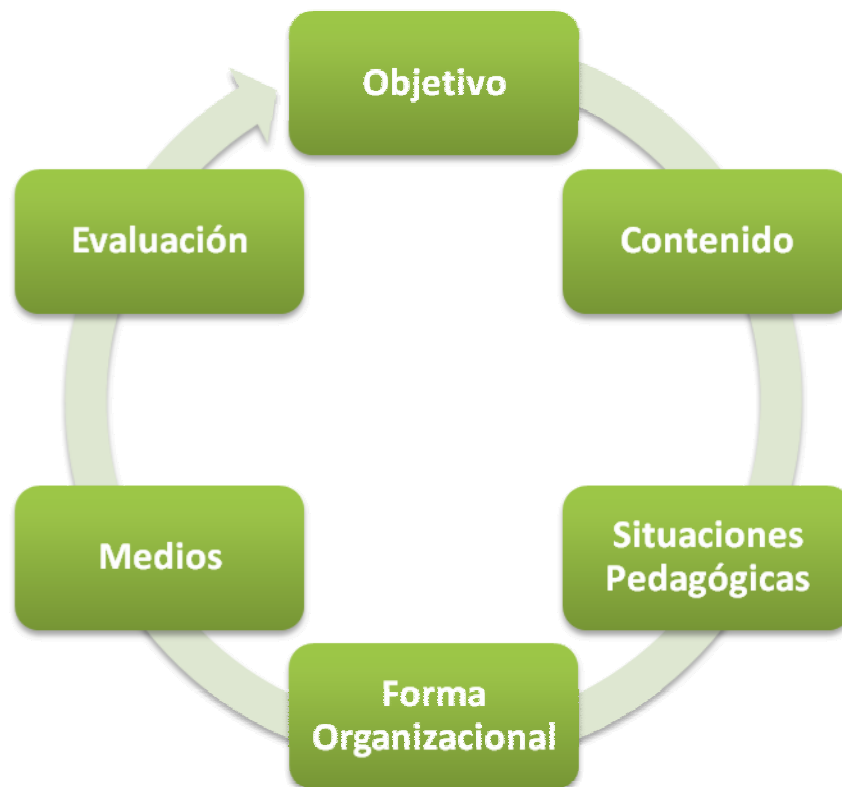 Objetivo
Contenido
Situaciones
Pedagógicas
Forma
Organizacional
Medios
Evaluación